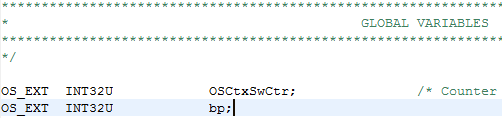 *******************************************************************
*                                            GLOBAL VARIABLES
*******************************************************************
*/
OS_EXT  INT32U            OSCtxSwCtr;               /* Counter
OS_EXT  INT32U            bp;